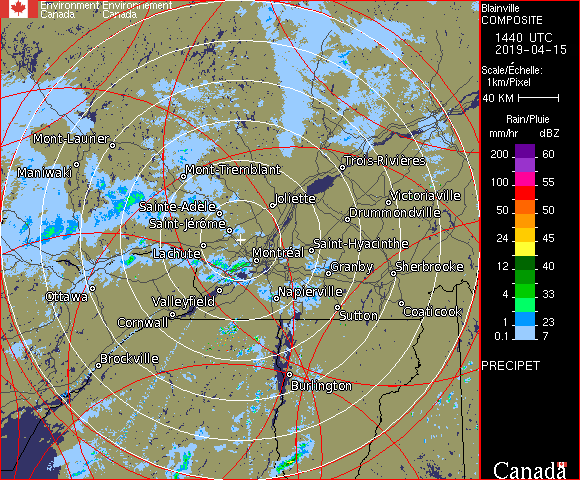 Environment Environnement
Canada Canada
Blainville
COMPOSITE
1440 UTC
2019-04-15
Scale/Échelle:
1km/Pixel
40 KM
Rain/Pluie
mm/hr dBZ
200 60
100 55
50 50
24 45
12 40
4 33
1 23
0.1 7
PRECIPET
Canada
Mont-Laurier
Maniwaki
Mont-Tremblant
Trois-Rivières
Sainte-Adèle
Joliette
Victoriaville
Saint-Jérôme
Drummondville
Lachute
Montréal
Saint-Hyacinthe
Granby
Sherbrooke
Ottawa
Valleyfield
Napierville
Cornwall
Sutton
Coaticook
Brockville
Burlington